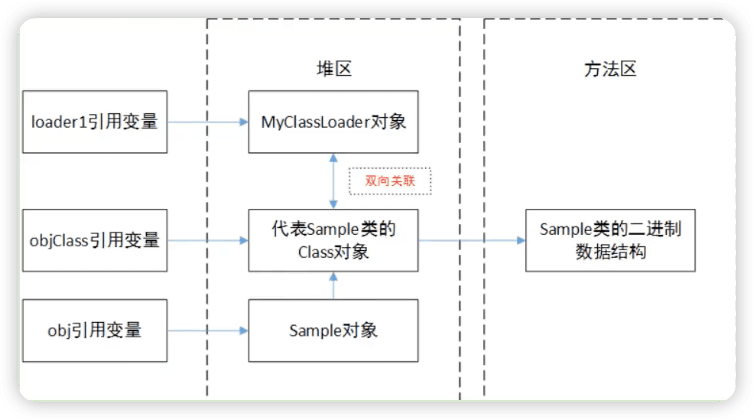 堆区
方法区
loader1引用变量
MyClassLoader对象
双向关联
objClass引用变量
代表Sample类的
Class对象
Sample类的二进制
数据结构
obj引用变量
Sample对象